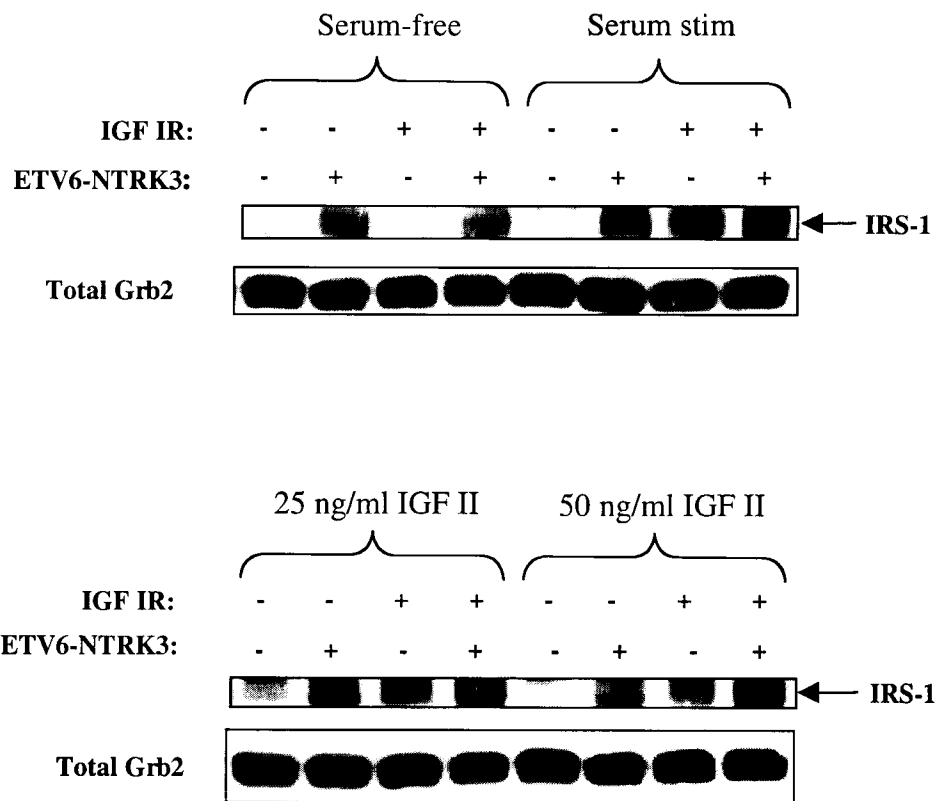 Serum-free Serum stim
IGF IR: - - + + - - + +
ETV6-NTRK3: - + - + - + - +
IRS-1
Total Grb2
25 ng/ml IGF II 50 ng/ml IGF II
IGF IR: - - + + - - + +
ETV6-NTRK3: - + - + - + - +
IRS-1
Total Grb2